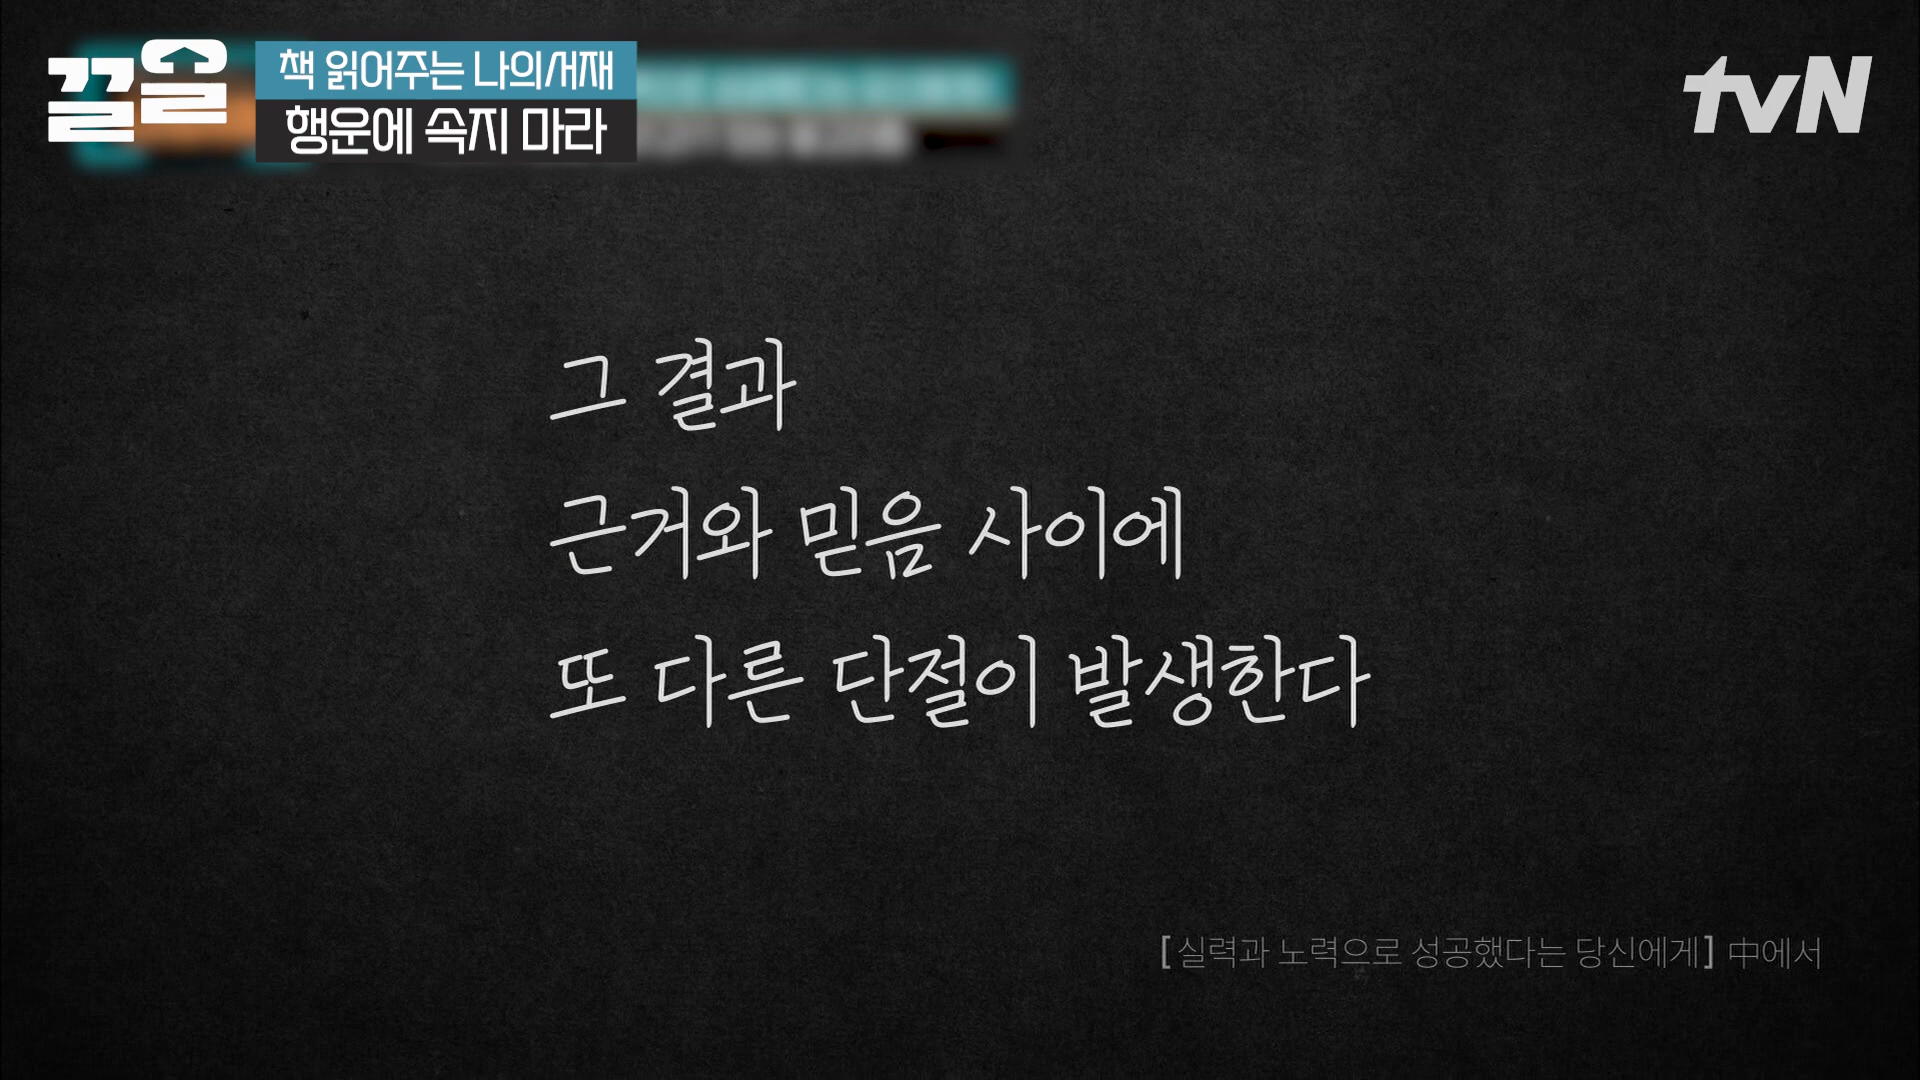 끌올
책 읽어주는 나의서재
행운에 속지 마라
tvN
그 결과
근거와 믿음 사이에
또 다른 단절이 발생한다
[실력과 노력으로 성공했다는 당신에게] 中에서